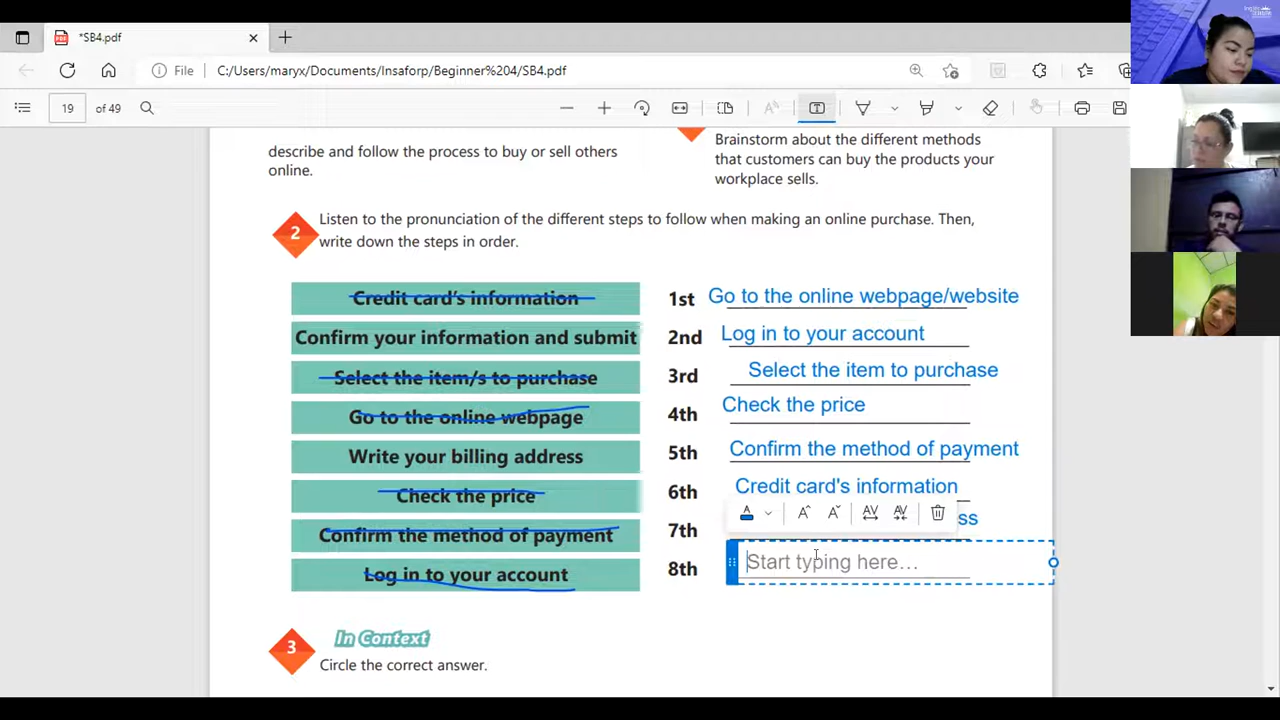 *SB4.pdf
File C:/Users/maryx/Documents/Insaforp/Beginner%204/SB4.pdf
19 of 49
describe and follow the process to buy or sell others
online.
Brainstorm about the different methods
that customers can buy the products your
workplace sells.
2 Listen to the pronunciation of the different steps to follow when making an online purchase. Then,
write down the steps in order.
Credit card's information
Confirm your information and submit
Select the item/s to purchase
Go to the online webpage
Write your billing address
Check the price
Confirm the method of payment
Log in to your account
1st Go to the online webpage/website
2nd Log in to your account
3rd Select the item to purchase
4th Check the price
5th Confirm the method of payment
6th Credit card's information
7th ss
8th Start typing here...
3 In Context
Circle the correct answer.